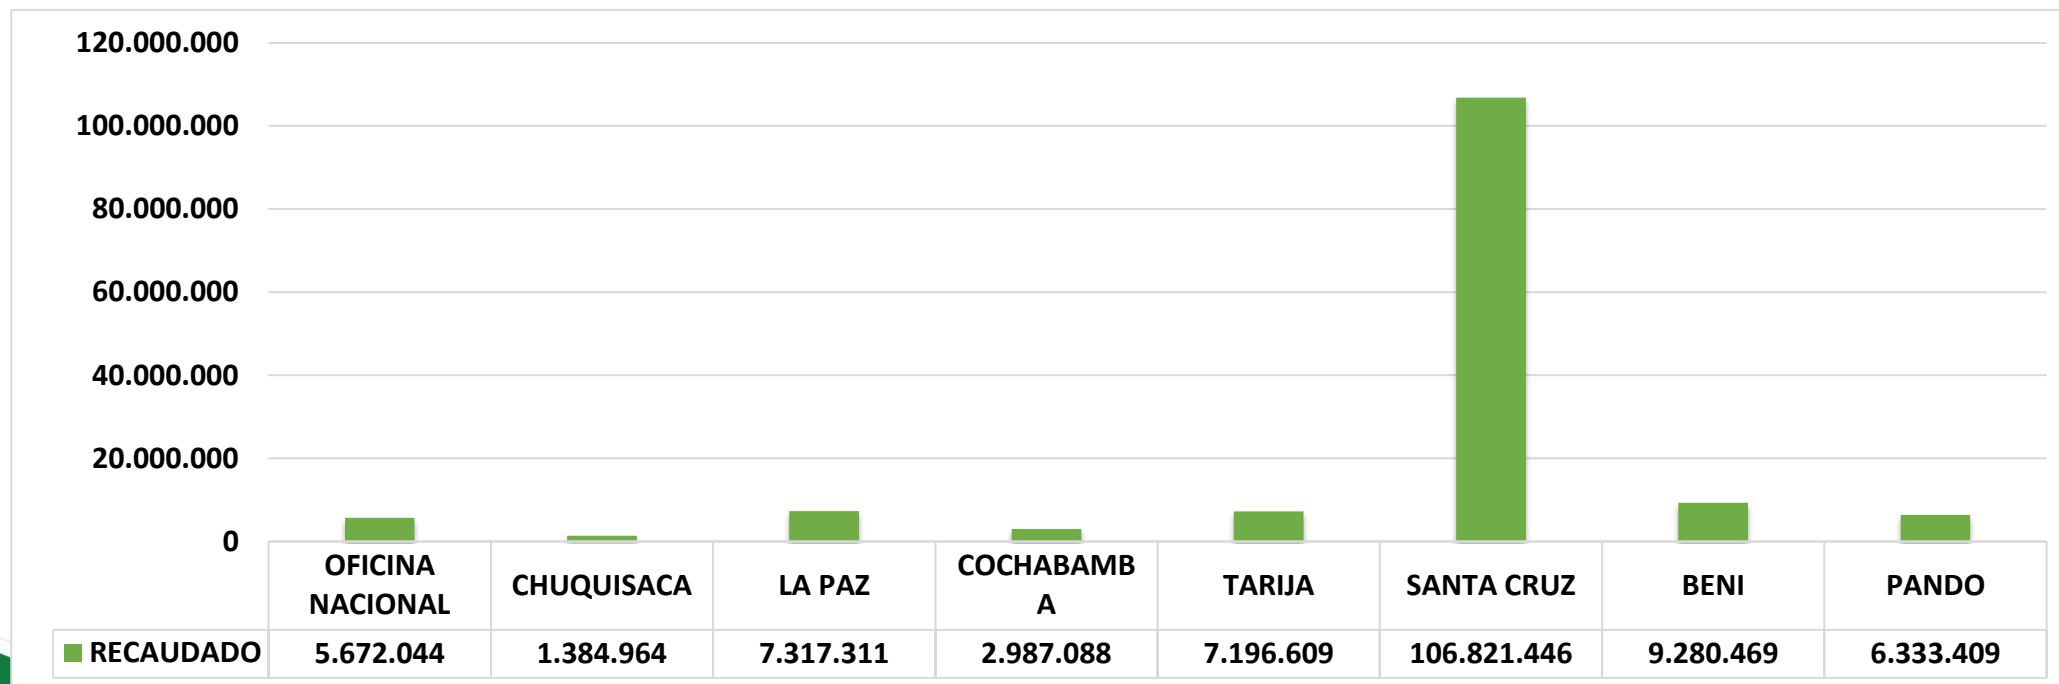 120.000.000
100.000.000
80.000.000
60.000.000
40.000.000
20.000.000
0
OFICINA
NACIONAL
CHUQUISACA
LA PAZ
COCHABAMB
A
TARIJA
SANTA CRUZ
BENI
PANDO
RECAUDADO 5.672.044 1.384.964 7.317.311 2.987.088 7.196.609 106.821.446 9.280.469 6.333.409